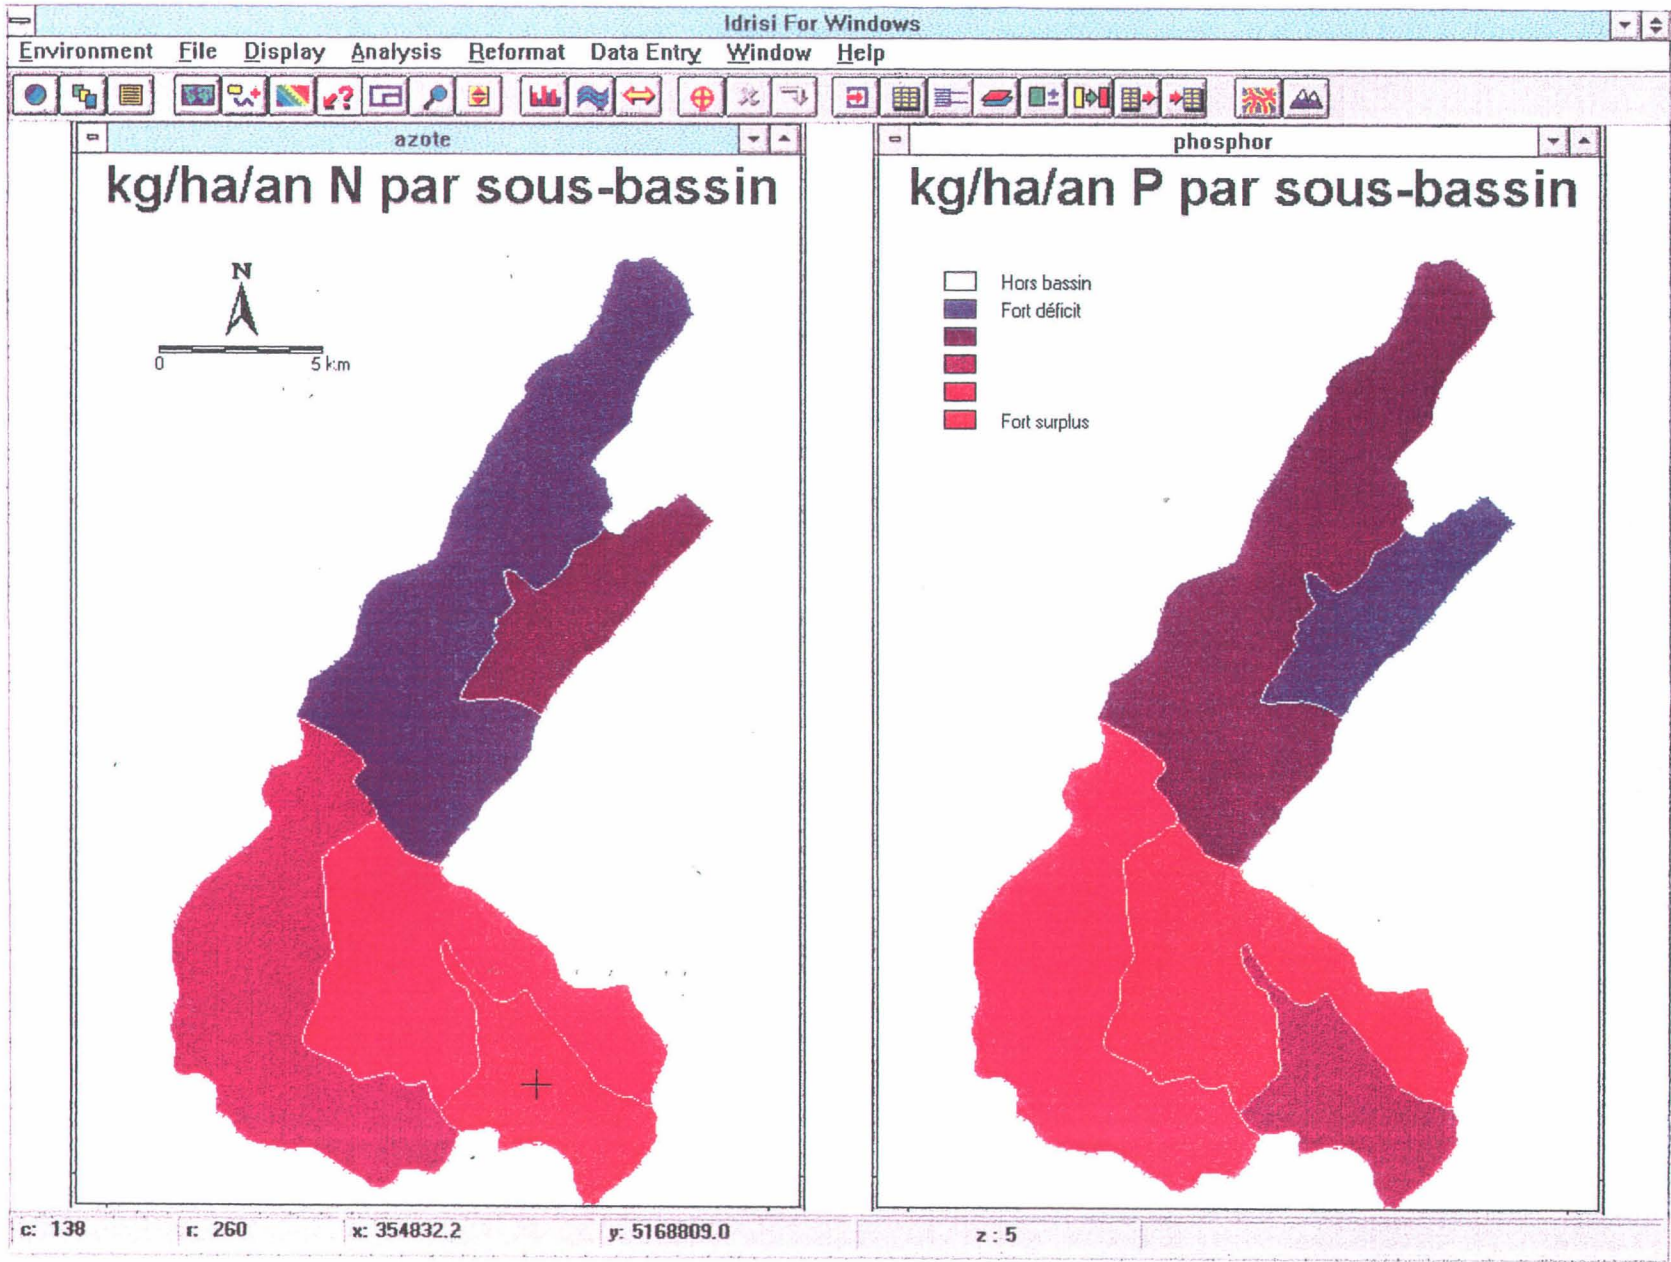 Idrisi For Windows
Environment File Display Analysis Reformat Data Entry Window Help
azote
kg/ha/an N par sous-bassin
N
0 5 km
phosphor
kg/ha/an P par sous-bassin
Hors bassin
Fort déficit
Fort surplus
c: 138 r: 260 x: 354832.2 y: 5168809.0 z : 5